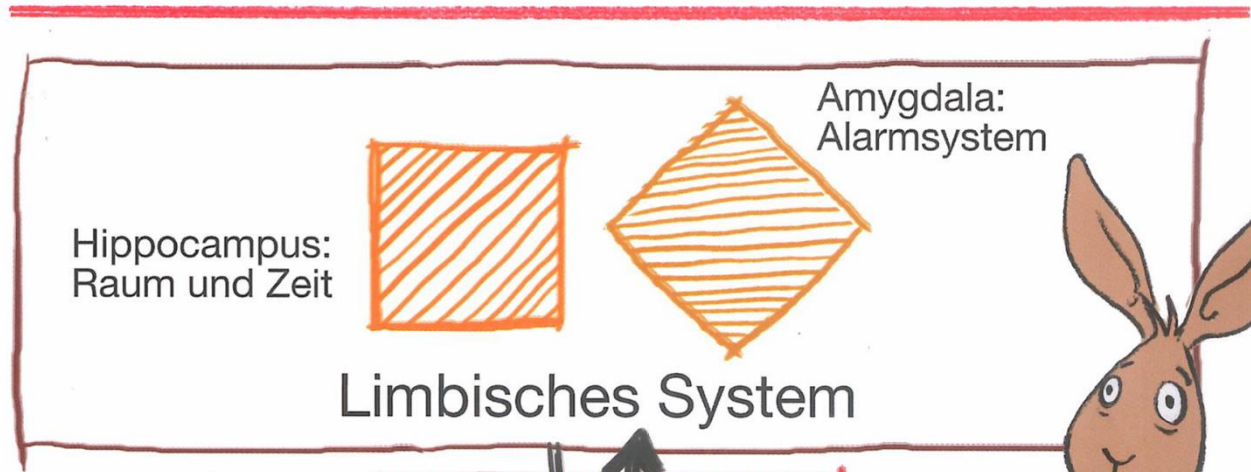 Amygdala:
Alarmsystem
Hippocampus:
Raum und Zeit
Limbisches System